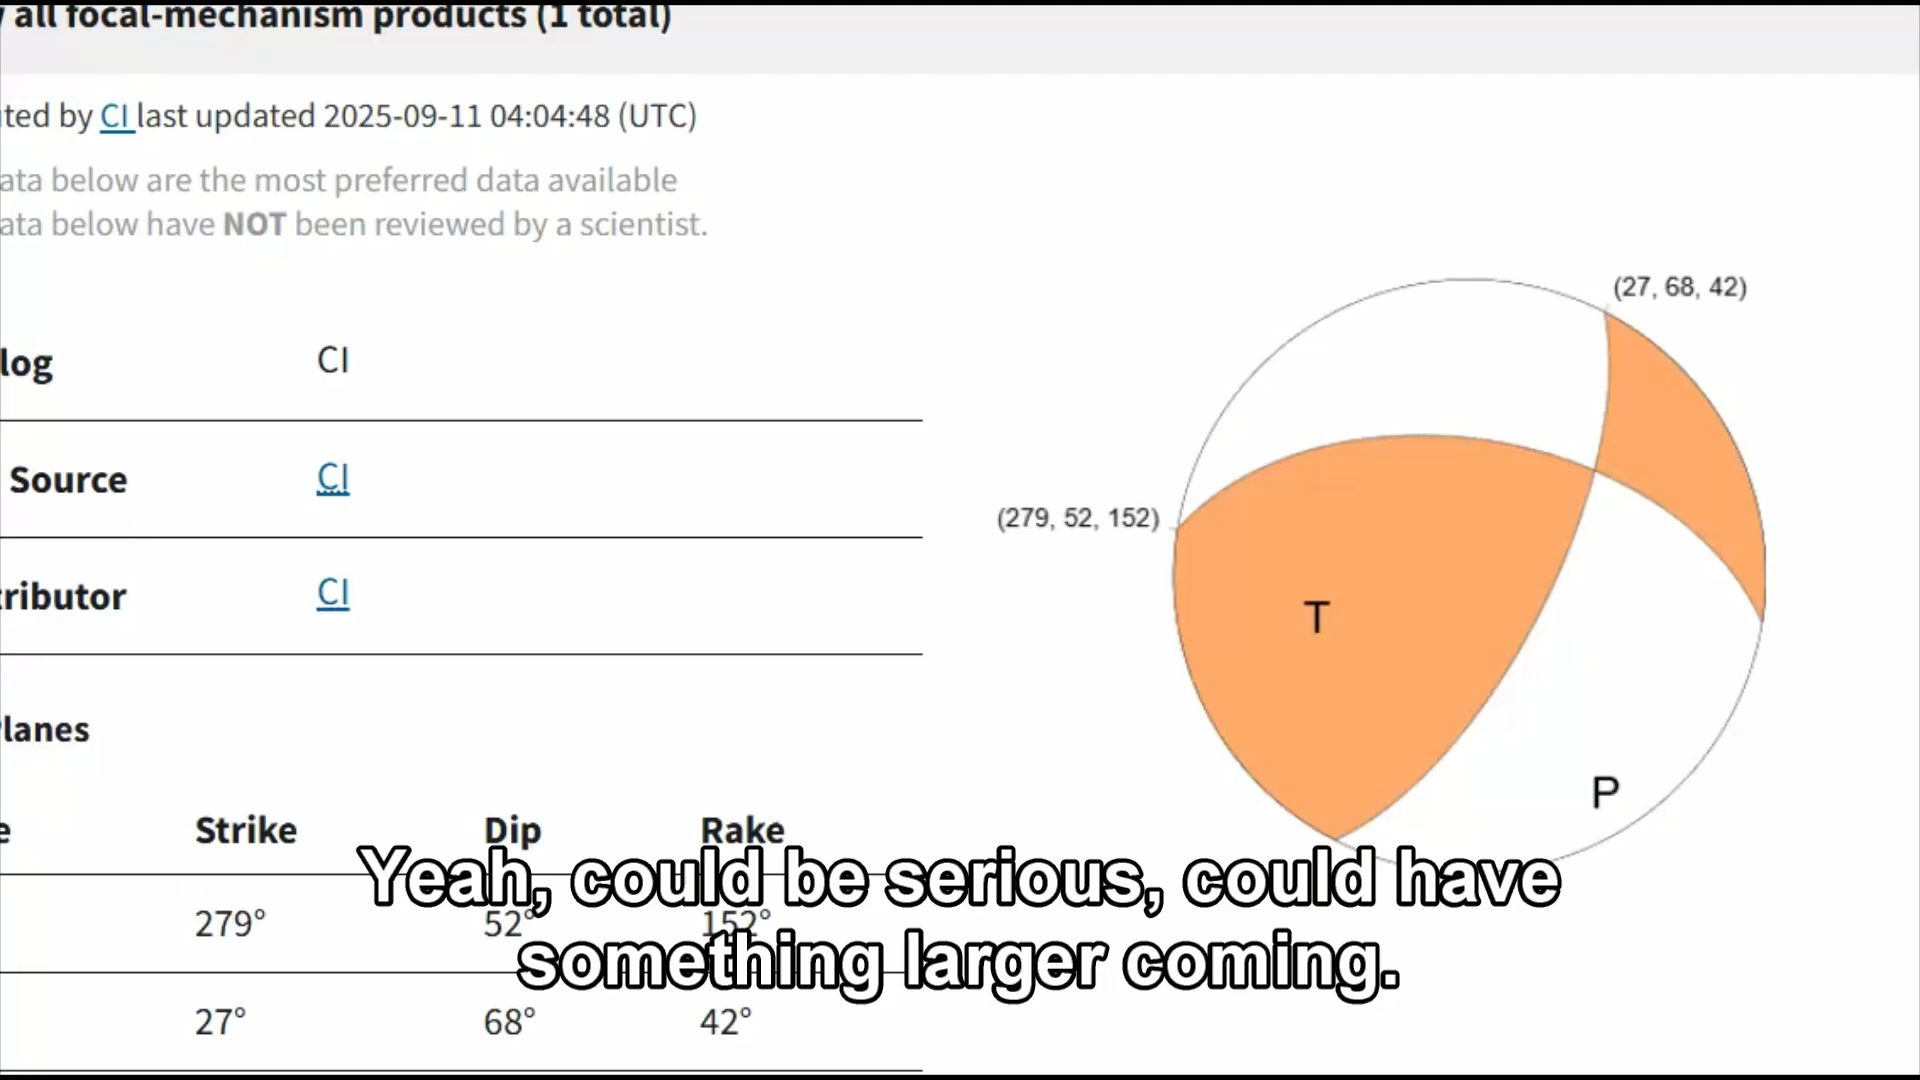 all focal-mechanism products (1 total)
ted by CI last updated 2025-09-11 04:04:48 (UTC)
ata below are the most preferred data available
ata below have NOT been reviewed by a scientist.
(27, 68, 42)
log CI
Source CI
(279, 52, 152)
tributor CI
T
lanes
P
e Strike Dip Rake
Yeah, could be serious, could have
279° 52° 152°
something larger coming.
27° 68° 42°